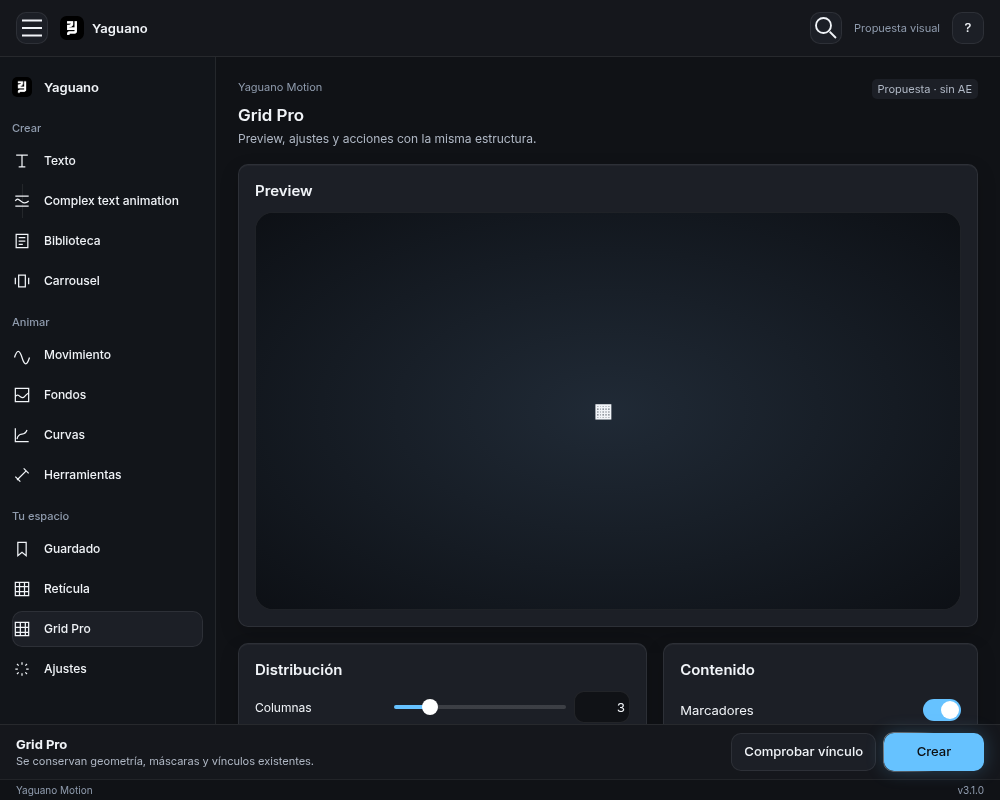 Yaguano
Propuesta visual
?
Yaguano
Crear
Texto
Complex text animation
Biblioteca
Carrousel
Animar
Movimiento
Fondos
Curvas
Herramientas
Tu espacio
Guardado
Retícula
Grid Pro
Ajustes
Yaguano Motion
Propuesta · sin AE
Grid Pro
Preview, ajustes y acciones con la misma estructura.
Preview
Distribución
Columnas
3
Contenido
Marcadores
Grid Pro
Se conservan geometría, máscaras y vínculos existentes.
Comprobar vínculo
Crear
Yaguano Motion
v3.1.0